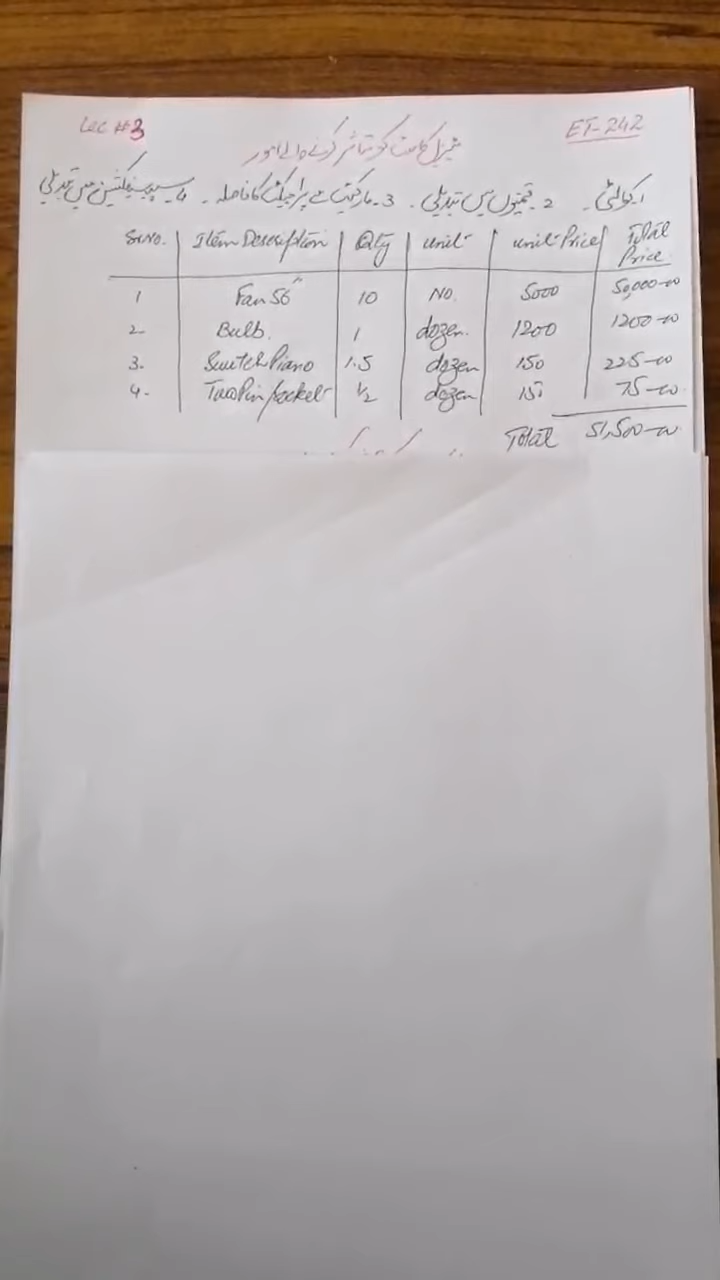 Lec #3
ET-242
میٹریل کاسٹ کو متاثر کرنے والے امور
1۔ کوالٹی۔ 2۔ قیمتوں میں تبدیلی۔ 3۔ مارکیٹ سے پراجیکٹ کا فاصلہ۔ 4۔ سپیسیفکیشن میں تبدیلی
Sr.No. Item Description Qty unit unit Price Total Price
1 Fan 56" 10 No. 5000 50,000-00
2- Bulb. 1 dozen. 1200 1200-00
3. Switch Piano 1.5 dozen 150 225-00
4. Two Pin Socket 1/2 dozen 150 75-00
Total 51,500-00